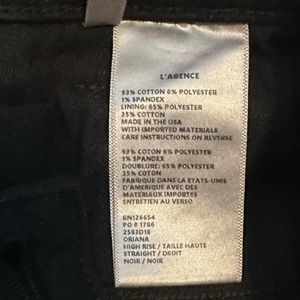 L'AGENCE
93% COTTON 6% POLYESTER
1% SPANDEX
LINING: 65% POLYESTER
35% COTTON
MADE IN THE USA
WITH IMPORTED MATERIALS
CARE INSTRUCTIONS ON REVERSE
93% COTON 6% POLYESTER
1% SPANDEX
DOUBLURE: 65% POLYESTER
35% COTON
FABRIQUE DANS LA ETATS-UNIS
D'AMERIQUE AVEC DES
MATERIAUX IMPORTES
ENTRETIEN AU VERSO
RN126654
PO # 1786
2583D18
ORIANA
HIGH RISE / TAILLE HAUTE
STRAIGHT / DROIT
NOIR / NOIR